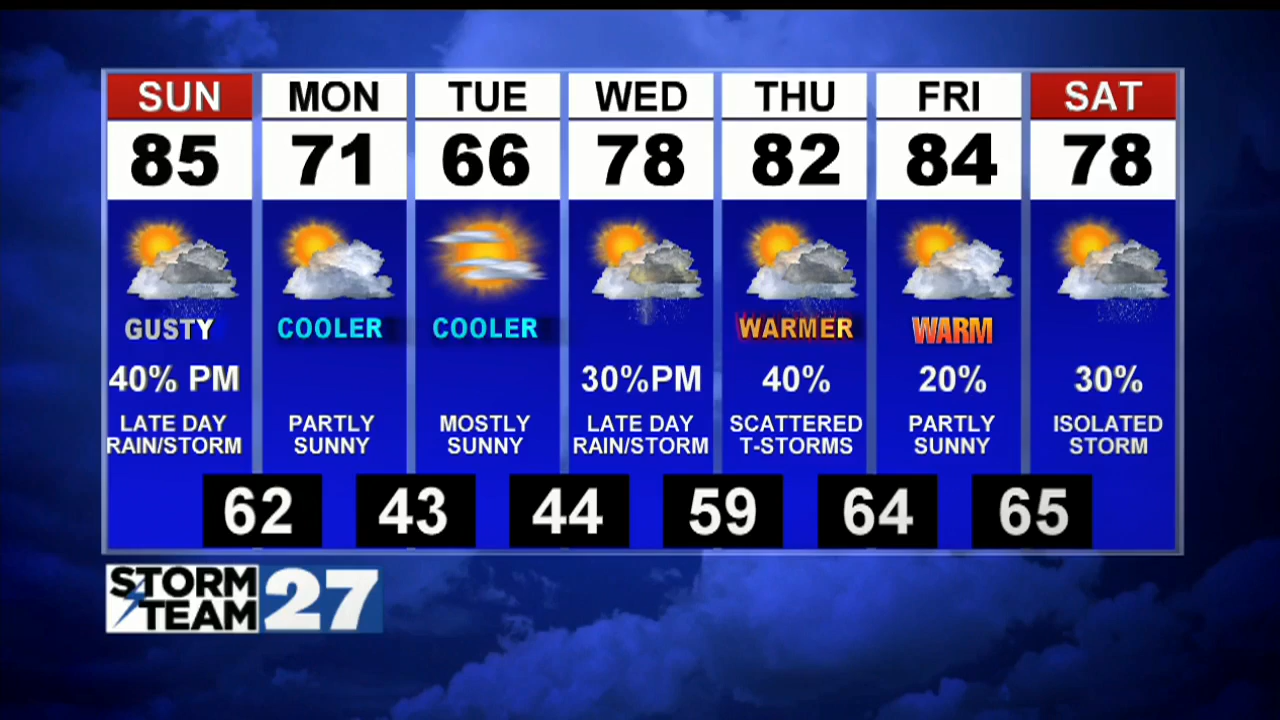 SUN MON TUE WED THU FRI SAT
85 71 66 78 82 84 78
GUSTY COOLER COOLER WARMER WARM
40% PM 30%PM 40% 20% 30%
LATE DAY PARTLY MOSTLY LATE DAY SCATTERED PARTLY ISOLATED
RAIN/STORM SUNNY SUNNY RAIN/STORM T-STORMS SUNNY STORM
62 43 44 59 64 65
STORM
TEAM 27